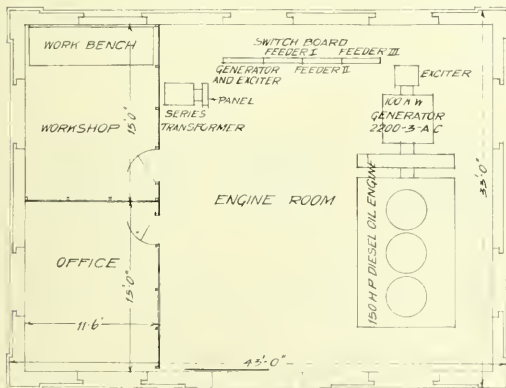 WORK BENCH
SWITCH BOARD
FEEDER I FEEDER III
GENERATOR FEEDER II
AND EXCITER
EXCITER
PANEL
SERIES
TRANSFORMER
100 K W
GENERATOR
2200-3-A C
WORKSHOP
15'0"
33'-0"
ENGINE ROOM
150 H P DIESEL OIL ENGINE
OFFICE
15'0"
11.6'
43'-0"